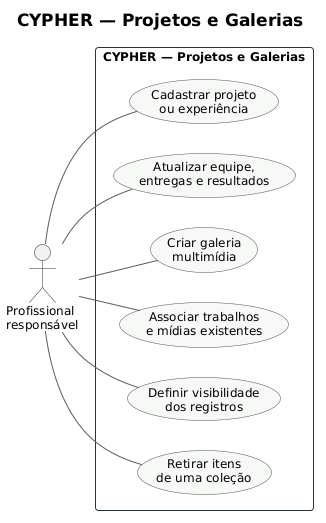 CYPHER — Projetos e Galerias
CYPHER — Projetos e Galerias
Cadastrar projeto
ou experiência
Atualizar equipe,
entregas e resultados
Criar galeria
multimídia
Profissional
responsável
Associar trabalhos
e mídias existentes
Definir visibilidade
dos registros
Retirar itens
de uma coleção